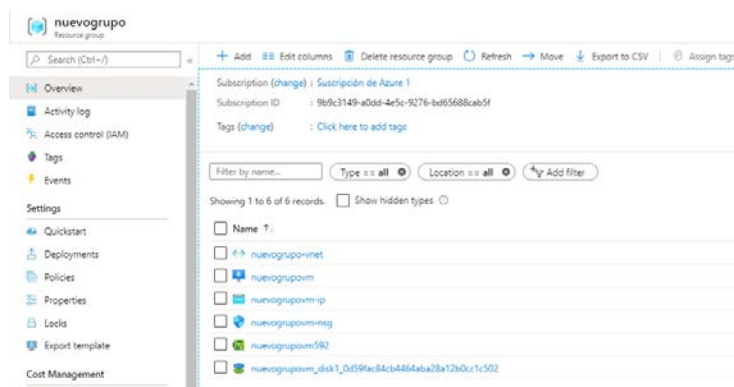 nuevogrupo
Resource group
Search (Ctrl+/)
«
Overview
Activity log
Access control (IAM)
Tags
Events
Settings
Quickstart
Deployments
Policies
Properties
Locks
Export template
Cost Management
Add
Edit columns
Delete resource group
Refresh
Move
Export to CSV
Assign tags
Subscription (change) : Suscripción de Azure 1
Subscription ID : 9b9c3149-a0dd-4e5c-9276-bd65688cab5f
Tags (change) : Click here to add tags
Filter by name...
Type == all
Location == all
Add filter
Showing 1 to 6 of 6 records.
Show hidden types
Name ↑↓
nuevogrupo-vnet
nuevogrupovm
nuevogrupovm-ip
nuevogrupovm-nsg
nuevogrupovm592
nuevogrupovm_disk1_0d59fac84cb4464aba28a12b0cc1c502